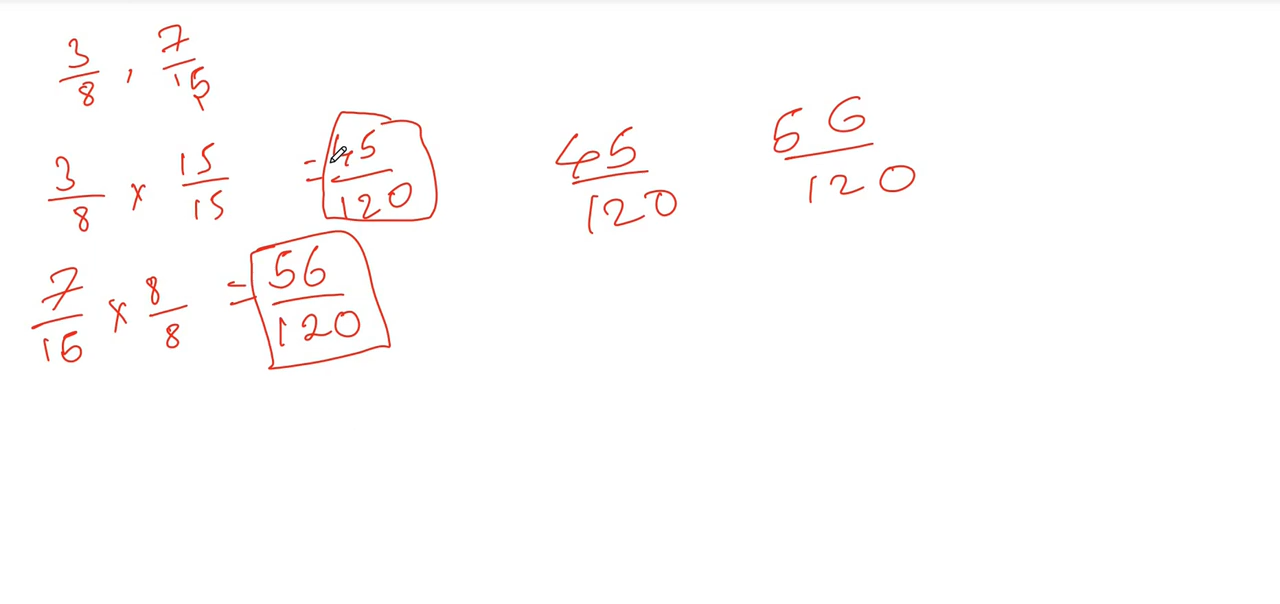 3/8 , 7/15
3/8 x 15/15 = 45/120
45/120 56/120
7/15 x 8/8 = 56/120